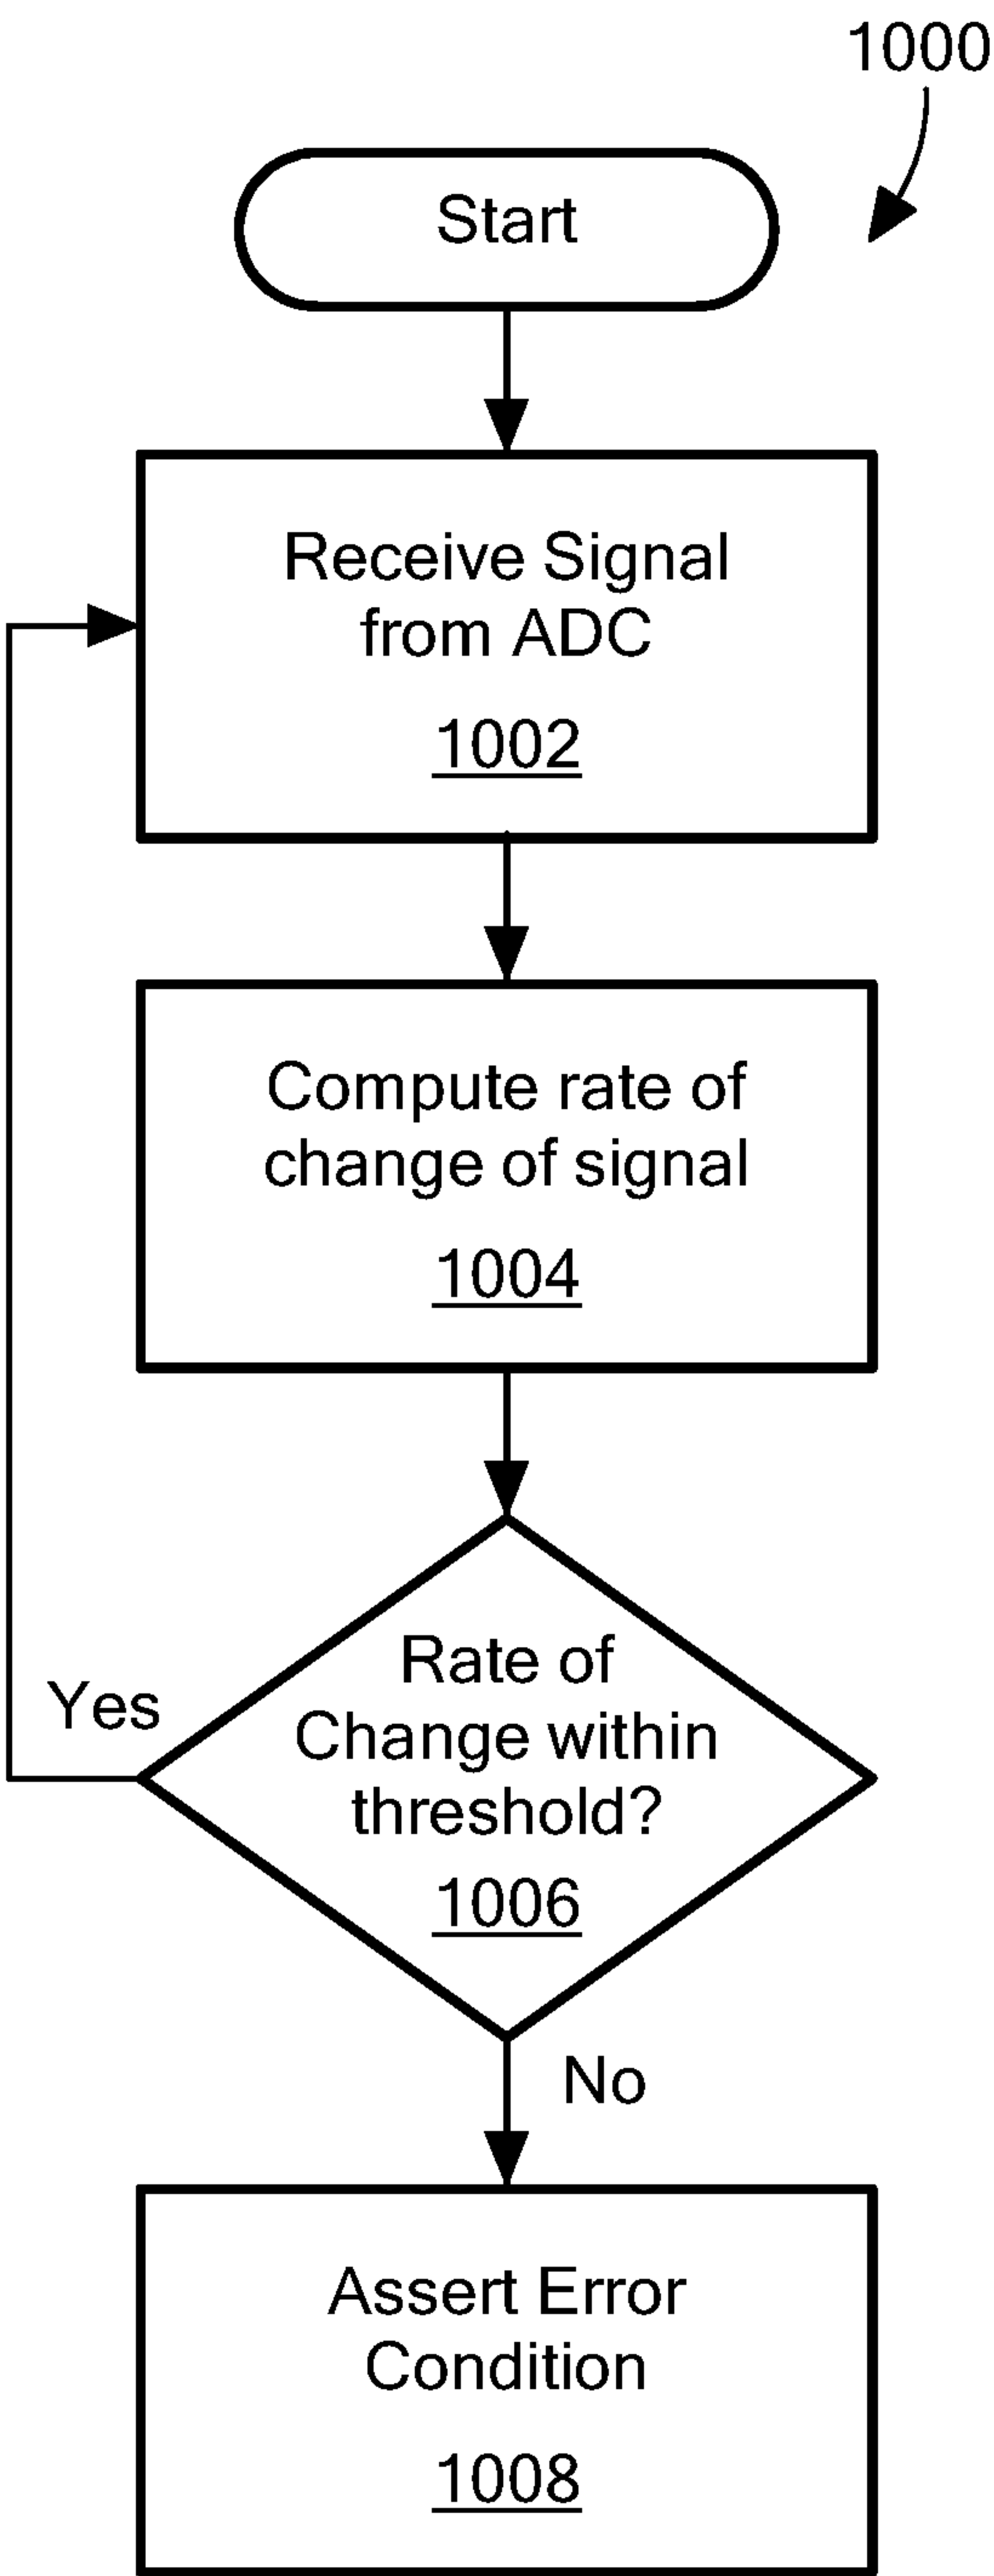 1000
Start
Receive Signal
from ADC
1002
Compute rate of
change of signal
1004
Rate of
Change within
threshold?
1006
Yes
No
Assert Error
Condition
1008